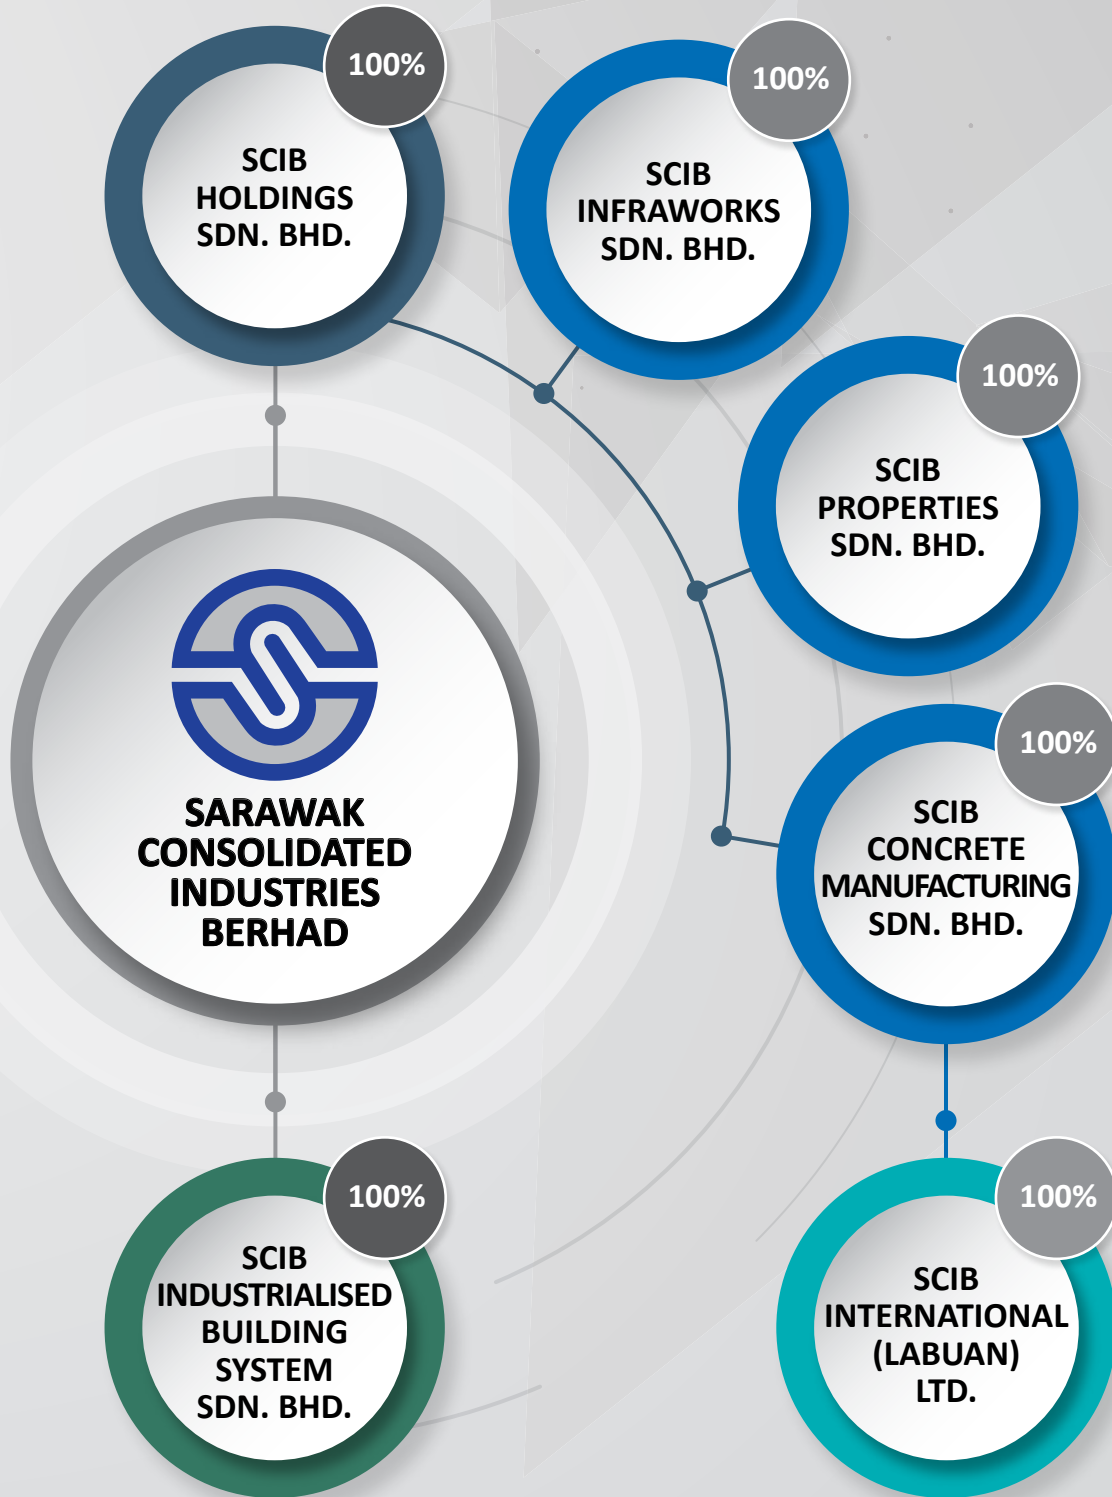 100%
SCIB
HOLDINGS
SDN. BHD.
100%
SCIB
INFRAWORKS
SDN. BHD.
100%
SCIB
PROPERTIES
SDN. BHD.
SARAWAK
CONSOLIDATED
INDUSTRIES
BERHAD
100%
SCIB
CONCRETE
MANUFACTURING
SDN. BHD.
100%
SCIB
INDUSTRIALISED
BUILDING
SYSTEM
SDN. BHD.
100%
SCIB
INTERNATIONAL
(LABUAN)
LTD.